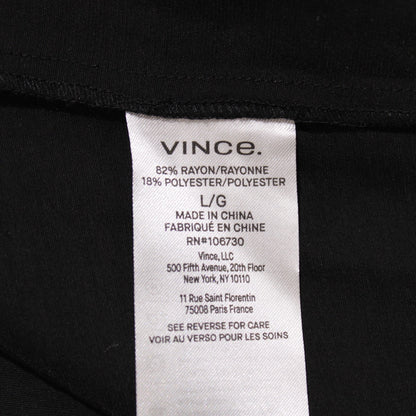 VINCE.
82% RAYON/RAYONNE
18% POLYESTER/POLYESTER
L/G
MADE IN CHINA
FABRIQUÉ EN CHINE
RN#106730
Vince, LLC
500 Fifth Avenue, 20th Floor
New York, NY 10110
11 Rue Saint Florentin
75008 Paris France
SEE REVERSE FOR CARE
VOIR AU VERSO POUR LES SOINS